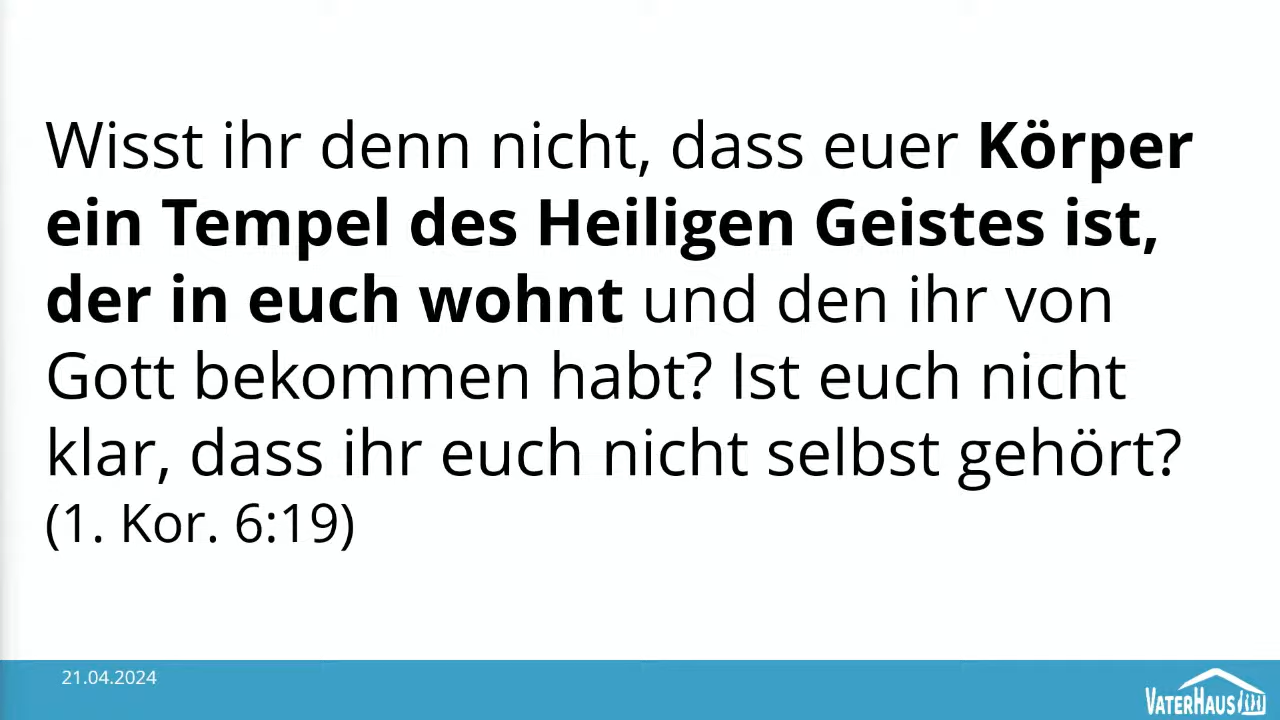 Wisst ihr denn nicht, dass euer Körper
ein Tempel des Heiligen Geistes ist,
der in euch wohnt und den ihr von
Gott bekommen habt? Ist euch nicht
klar, dass ihr euch nicht selbst gehört?
(1. Kor. 6:19)
21.04.2024
VATERHAUS